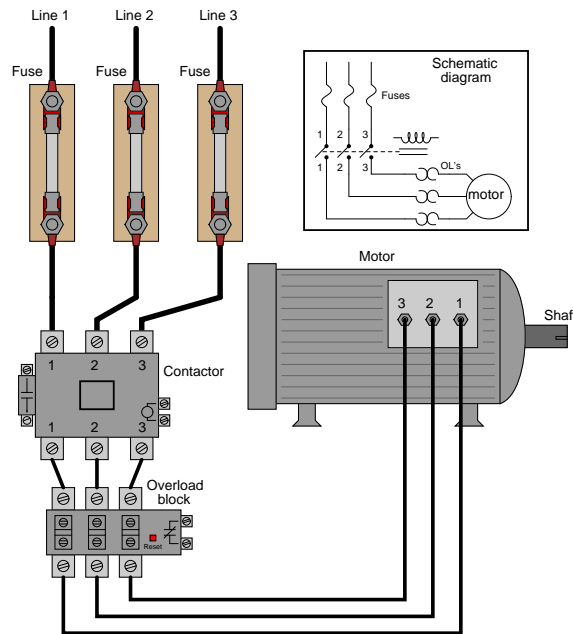 Line 1 Line 2 Line 3
Fuse Fuse Fuse
Schematic
diagram
Fuses
1 2 3
1 2 3
OL's
motor
Motor
3 2 1
Shaf
1 2 3
Contactor
1 2 3
Overload
block
Reset